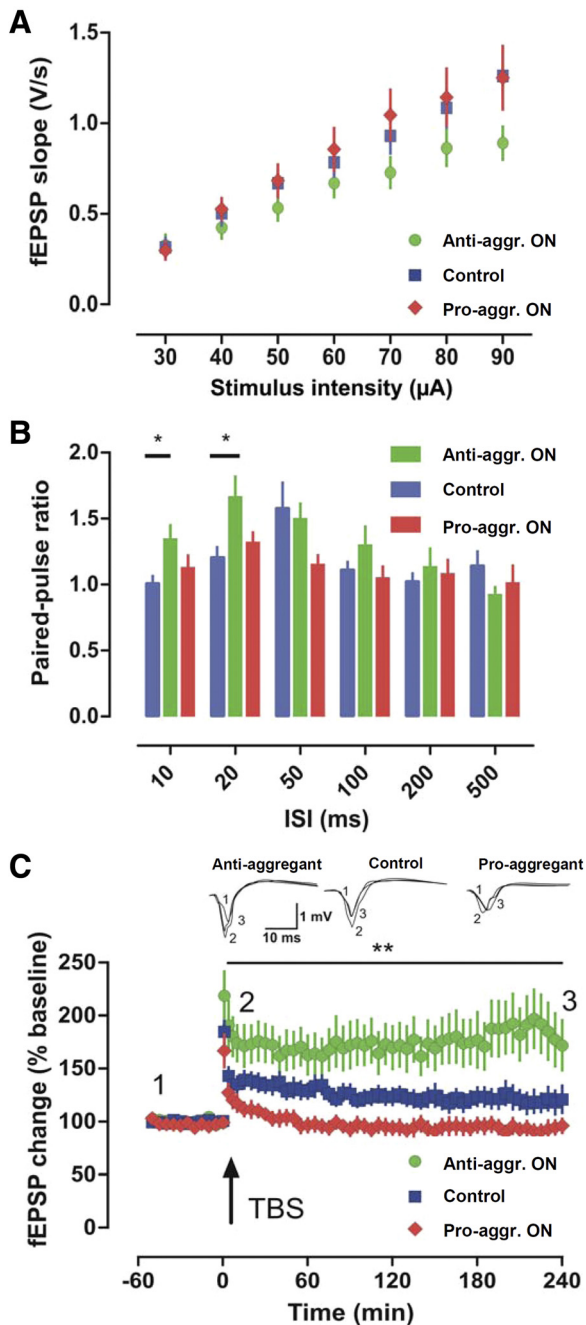 A
fEPSP slope (V/s)
1.5
1.0
0.5
0.0
Anti-aggr. ON
Control
Pro-aggr. ON
30 40 50 60 70 80 90
Stimulus intensity (µA)
B
Paired-pulse ratio
* *
2.0
1.5
1.0
0.5
0.0
Anti-aggr. ON
Control
Pro-aggr. ON
10 20 50 100 200 500
ISI (ms)
C
Anti-aggregant Control Pro-aggregant
1 3 2
1 3 2
1 3 2
1 mV
10 ms
**
fEPSP change (% baseline)
250
200
150
100
50
0
1 2 3
TBS
Anti-aggr. ON
Control
Pro-aggr. ON
-60 0 60 120 180 240
Time (min)